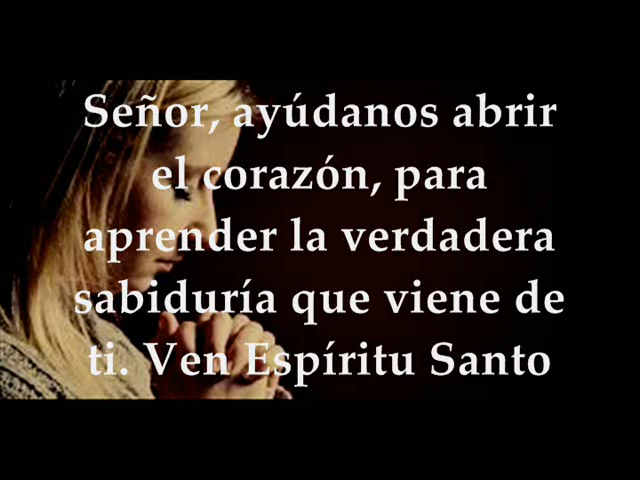 Señor, ayúdanos abrir
el corazón, para
aprender la verdadera
sabiduría que viene de
ti. Ven Espíritu Santo